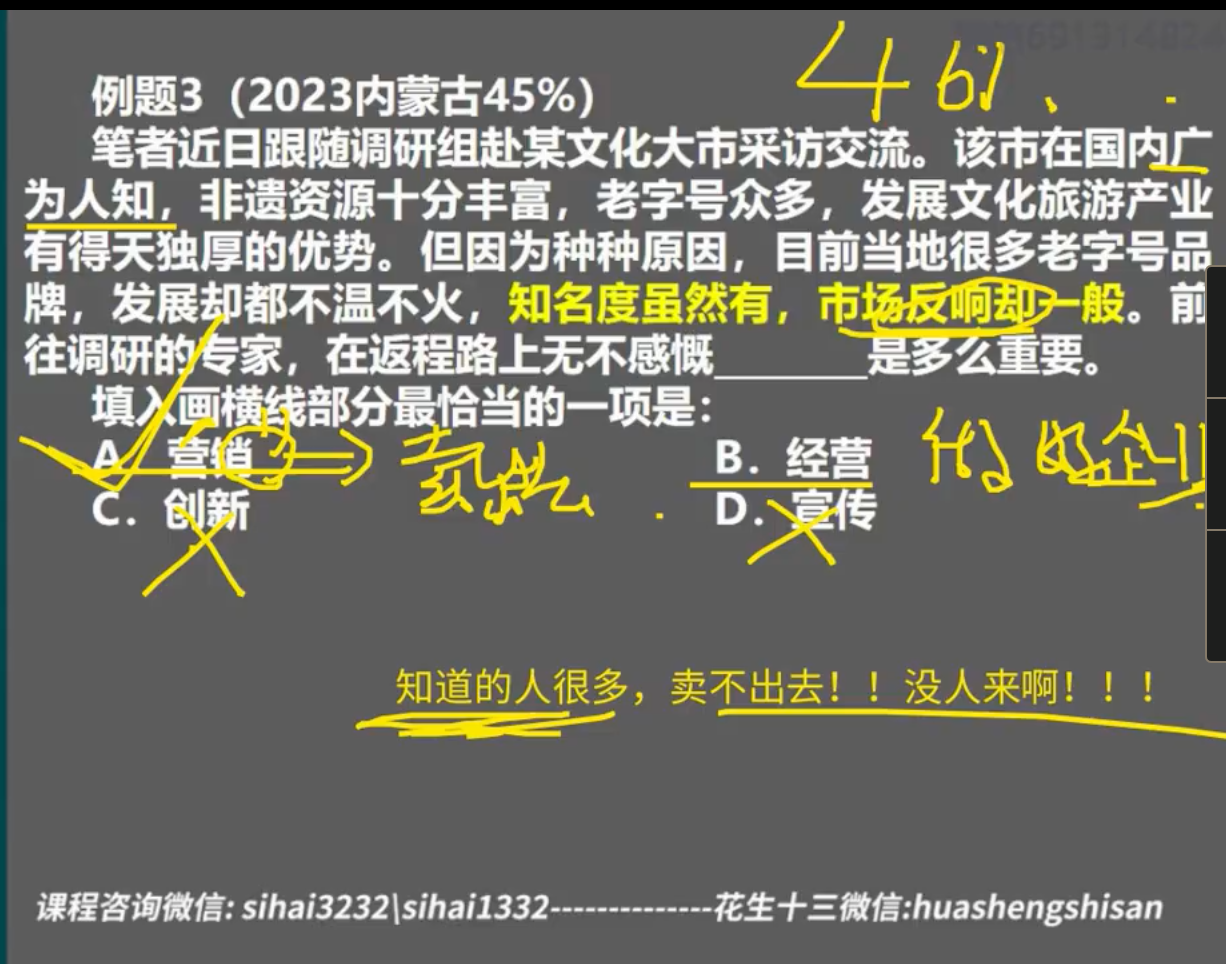 例题3（2023内蒙古45%）
笔者近日跟随调研组赴某文化大市采访交流。该市在国内广
为人知，非遗资源十分丰富，老字号众多，发展文化旅游产业
有得天独厚的优势。但因为种种原因，目前当地很多老字号品
牌，发展却都不温不火，知名度虽然有，市场反响却一般。前
往调研的专家，在返程路上无不感慨_______是多么重要。
填入画横线部分最恰当的一项是：
A．营销 B．经营
C．创新 D．宣传
知道的人很多，卖不出去！！没人来啊！！！
课程咨询微信: sihai3232\sihai1332--------------花生十三微信:huashengshisan